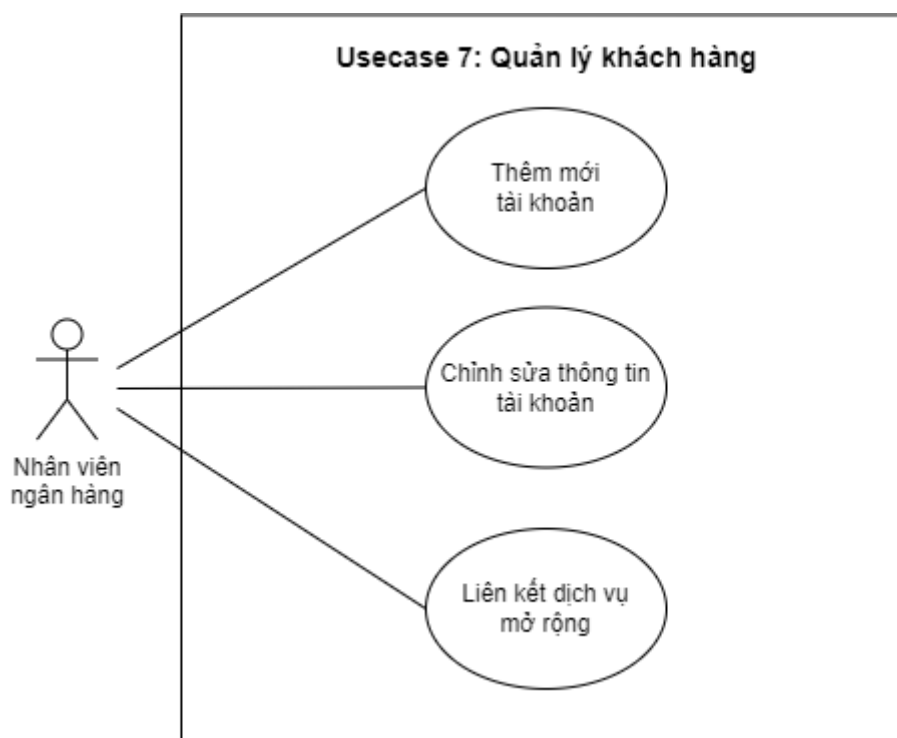 Usecase 7: Quản lý khách hàng
Thêm mới
tài khoản
Chỉnh sửa thông tin
tài khoản
Nhân viên
ngân hàng
Liên kết dịch vụ
mở rộng